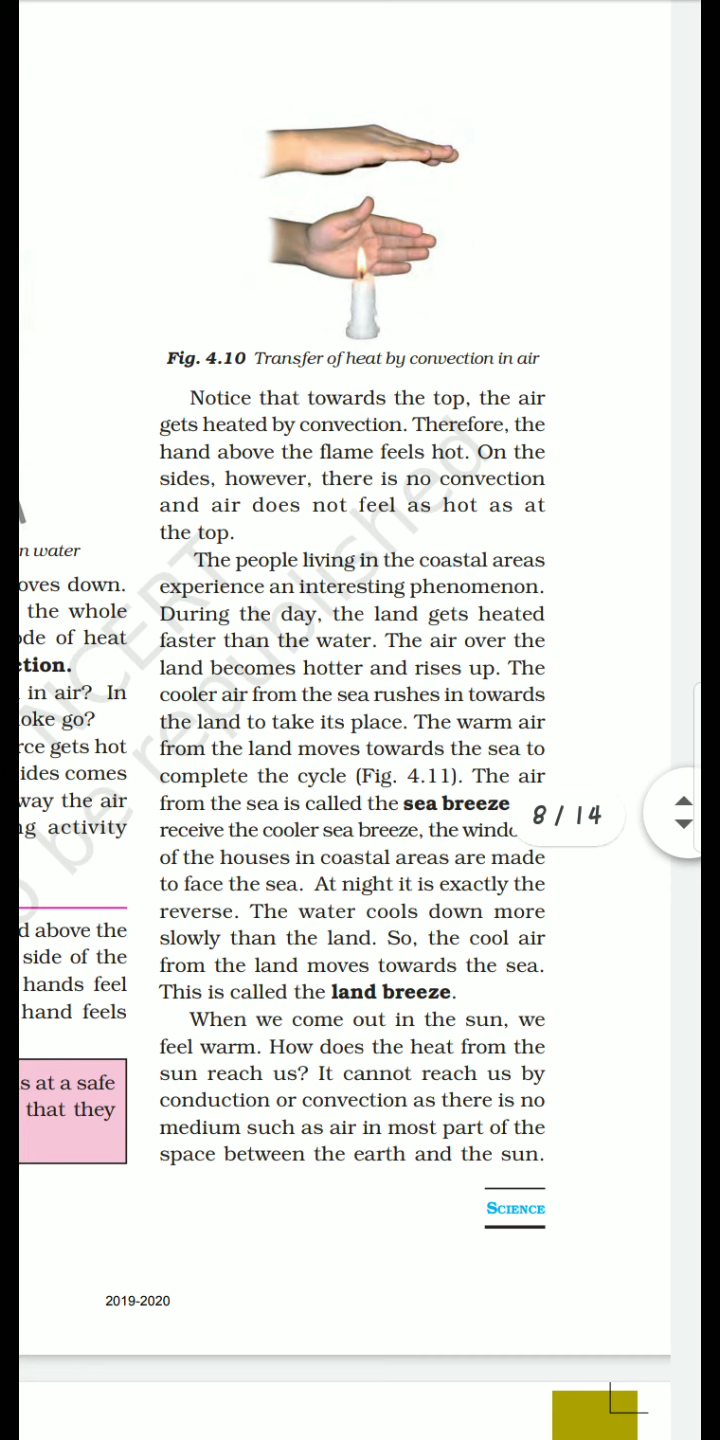 Fig. 4.10 Transfer of heat by convection in air
Notice that towards the top, the air
gets heated by convection. Therefore, the
hand above the flame feels hot. On the
sides, however, there is no convection
and air does not feel as hot as at
the top.
The people living in the coastal areas
experience an interesting phenomenon.
During the day, the land gets heated
faster than the water. The air over the
land becomes hotter and rises up. The
cooler air from the sea rushes in towards
the land to take its place. The warm air
from the land moves towards the sea to
complete the cycle (Fig. 4.11). The air
from the sea is called the sea breeze
receive the cooler sea breeze, the
of the houses in coastal areas are made
to face the sea. At night it is exactly the
reverse. The water cools down more
slowly than the land. So, the cool air
from the land moves towards the sea.
This is called the land breeze.
When we come out in the sun, we
feel warm. How does the heat from the
sun reach us? It cannot reach us by
conduction or convection as there is no
medium such as air in most part of the
space between the earth and the sun.
SCIENCE
n water
oves down.
the whole
de of heat
tion.
in air? In
oke go?
rce gets hot
ides comes
way the air
g activity
d above the
side of the
hands feel
hand feels
s at a safe
that they
2019-2020
8 / 14
NCERT
be republished